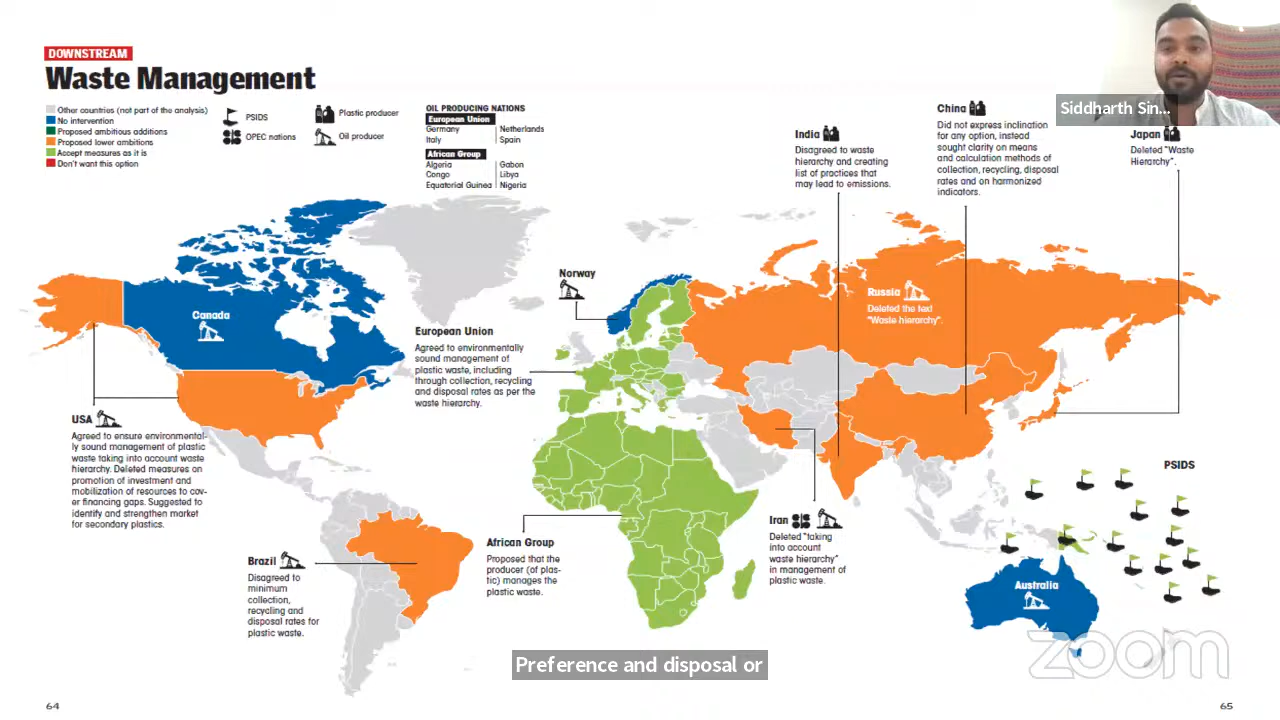 DOWNSTREAM
Waste Management
Other countries (not part of the analysis)
No intervention
Proposed ambitious additions
Proposed lower ambitions
Accept measures as it is
Don't want this option
PSIDS
OPEC nations
Plastic producer
Oil producer
OIL PRODUCING NATIONS
European Union
Germany
Netherlands
Italy
Spain
African Group
Algeria
Gabon
Congo
Libya
Equatorial Guinea
Nigeria
India
Disagreed to waste
hierarchy and creating
list of practices that
may lead to emissions.
China
Did not express inclination
for any option, instead
sought clarity on means
and calculation methods of
collection, recycling, disposal
rates and on harmonized
indicators.
Siddharth Sin...
Japan
Deleted "Waste
Hierarchy".
Norway
Russia
Deleted the text
"Waste hierarchy".
Canada
European Union
Agreed to environmentally
sound management of
plastic waste, including
through collection, recycling
and disposal rates as per the
waste hierarchy.
USA
Agreed to ensure environmental-
ly sound management of plastic
waste taking into account waste
hierarchy. Deleted measures on
promotion of investment and
mobilization of resources to cov-
er financing gaps. Suggested to
identify and strengthen market
for secondary plastics.
PSIDS
Brazil
Disagreed to
minimum
collection,
recycling and
disposal rates for
plastic waste.
African Group
Proposed that the
producer (of plas-
tic) manages the
plastic waste.
Iran
Deleted "taking
into account
waste hierarchy"
in management of
plastic waste.
Australia
zoom
Preference and disposal or
64
65